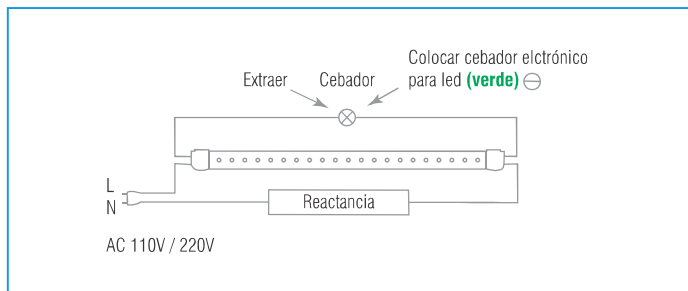 Colocar cebador elctrónico
Extraer Cebador para led (verde)
L
N
Reactancia
AC 110V / 220V